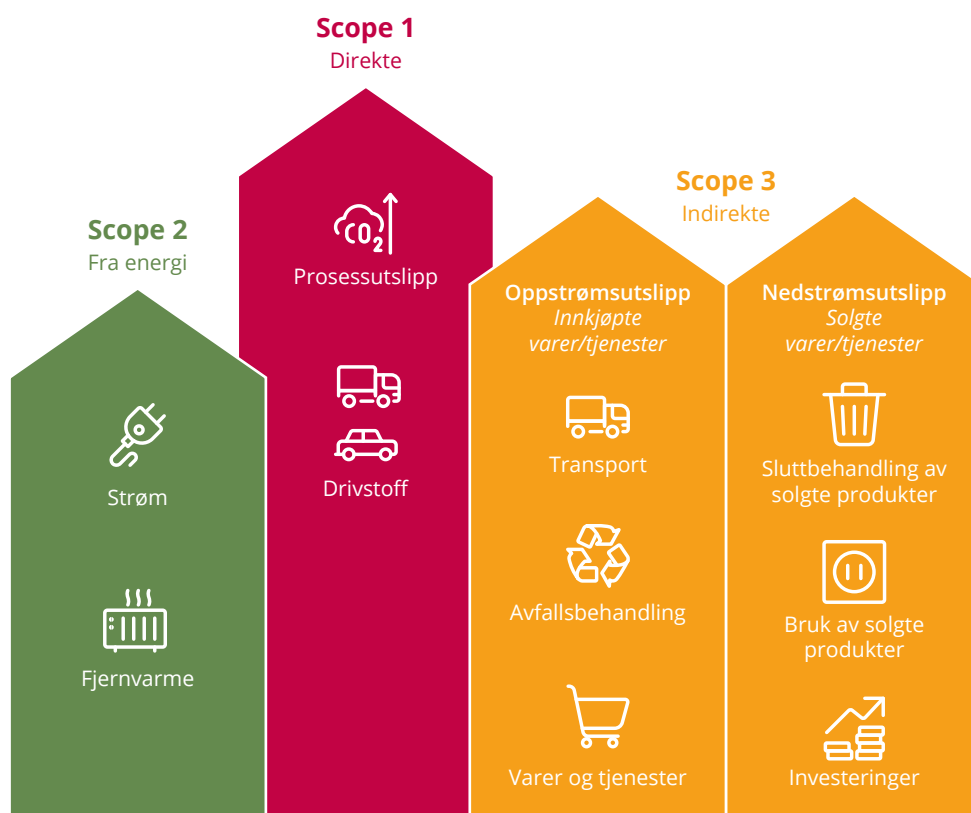 Scope 1
Direkte
Scope 2
Fra energi
Scope 3
Indirekte
Strøm
Fjernvarme
CO2
Prosessutslipp
Drivstoff
Oppstrømsutslipp
Innkjøpte
varer/tjenester
Transport
Avfallsbehandling
Varer og tjenester
Nedstrømsutslipp
Solgte
varer/tjenester
Sluttbehandling av
solgte produkter
Bruk av solgte
produkter
Investeringer